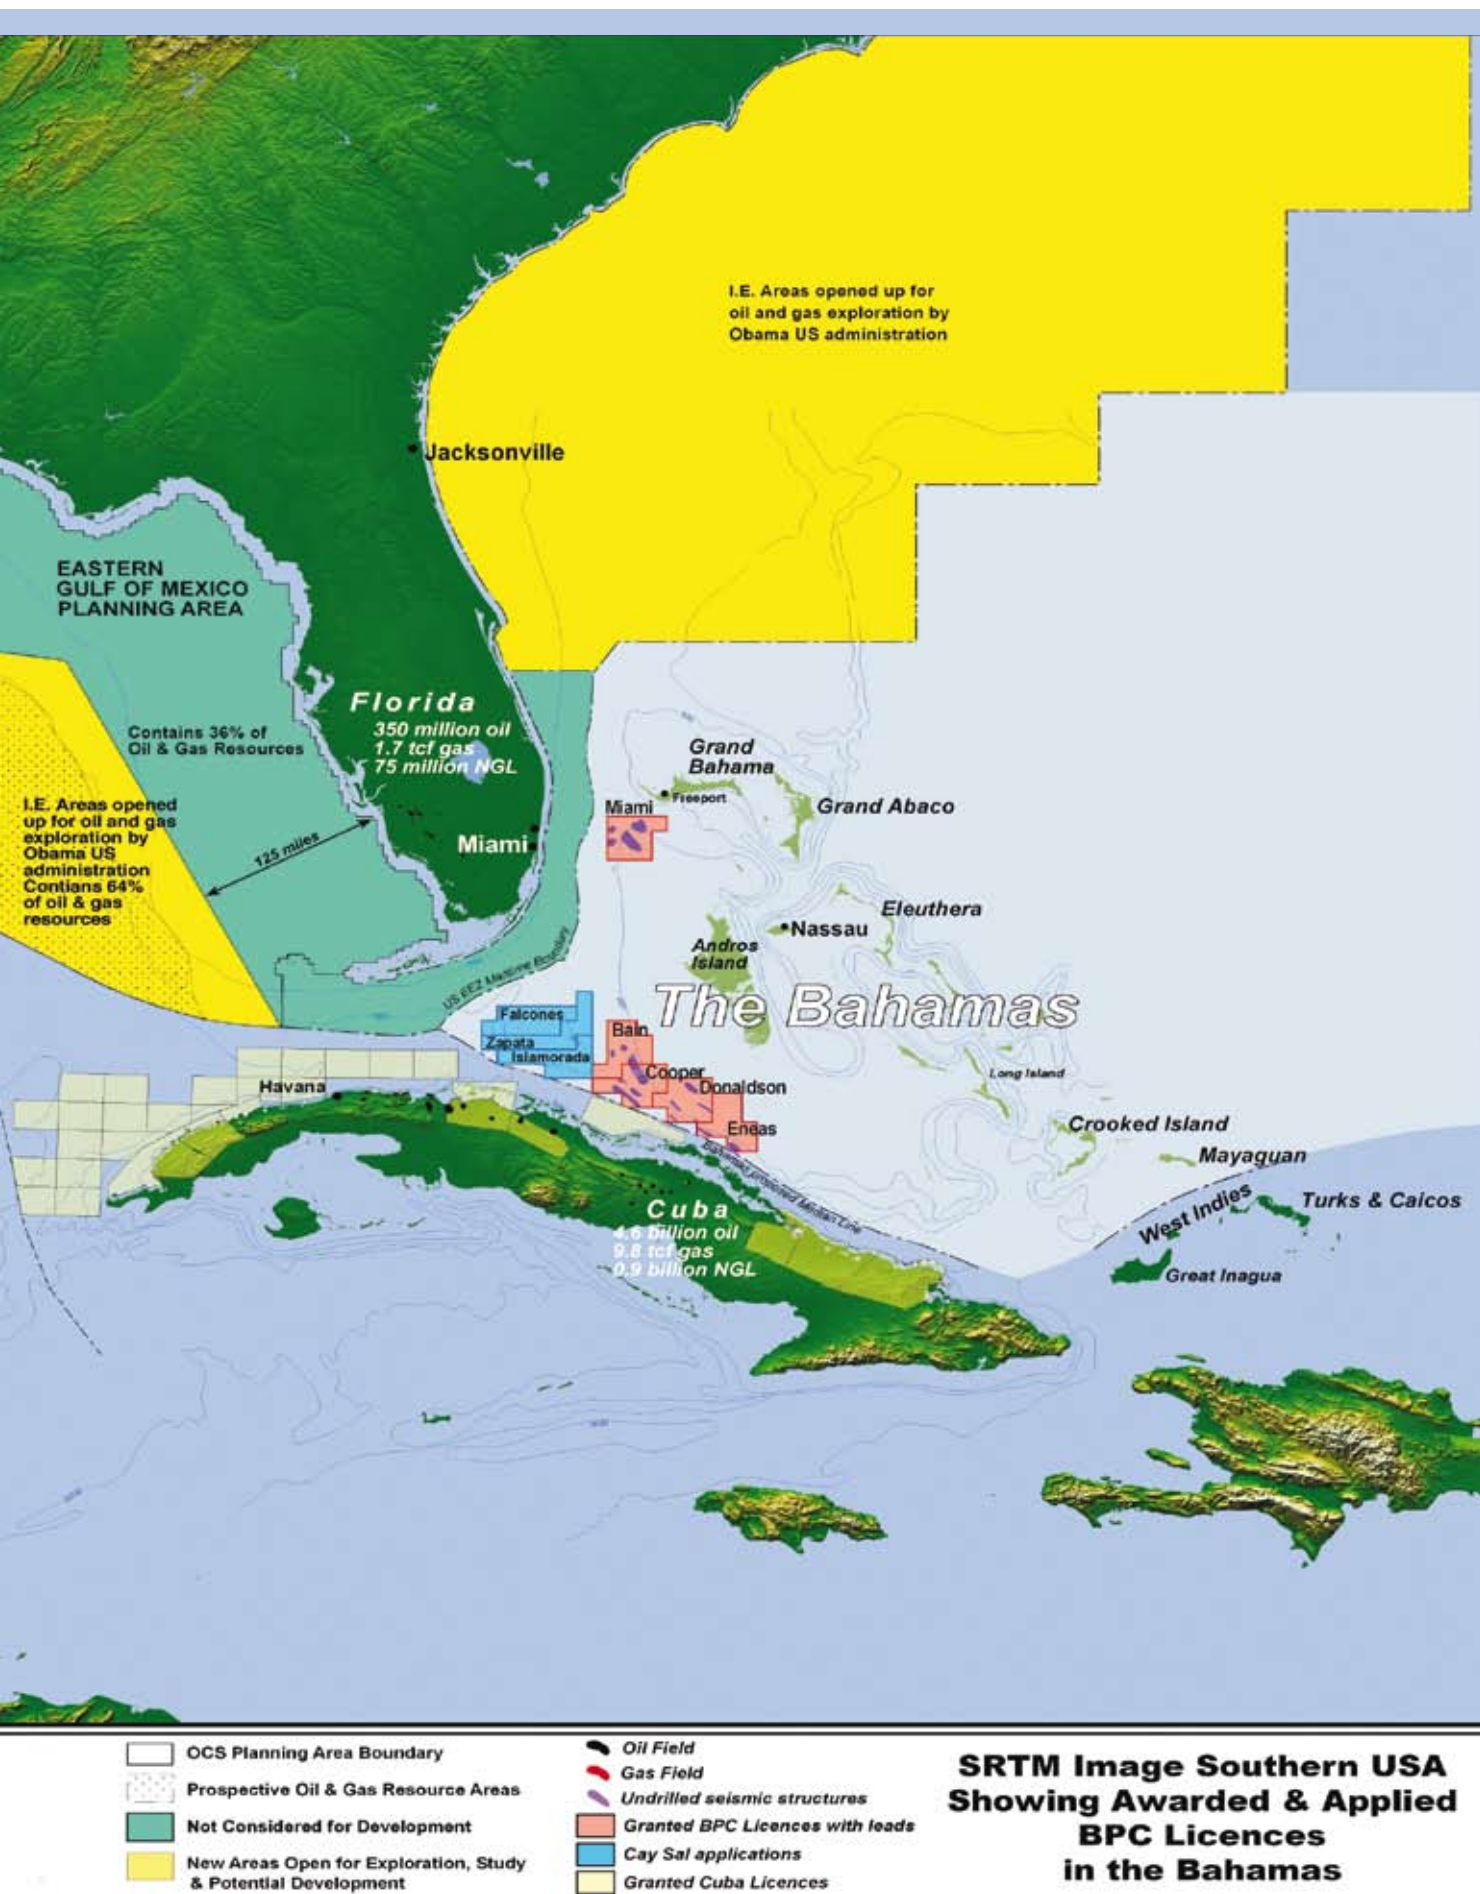 I.E. Areas opened up for
oil and gas exploration by
Obama US administration
Jacksonville
EASTERN
GULF OF MEXICO
PLANNING AREA
Florida
350 million oil
1.7 tcf gas
75 million NGL
Contains 36% of
Oil & Gas Resources
I.E. Areas opened
up for oil and gas
exploration by
Obama US
administration
Contians 64%
of oil & gas
resources
125 miles
Miami
Grand
Bahama
Freeport
Miami
Grand Abaco
Eleuthera
Nassau
Andros
Island
US EEZ Maritime Boundary
The Bahamas
Falcones
Zapata
Islamorada
Bain
Cooper
Donaldson
Eneas
Long Island
Havana
Crooked Island
Mayaguan
Bahamas proposed Median Line
West Indies
Turks & Caicos
Great Inagua
Cuba
4.6 billion oil
9.8 tcf gas
0.9 billion NGL
OCS Planning Area Boundary
Prospective Oil & Gas Resource Areas
Not Considered for Development
New Areas Open for Exploration, Study
& Potential Development
Oil Field
Gas Field
Undrilled seismic structures
Granted BPC Licences with leads
Cay Sal applications
Granted Cuba Licences
SRTM Image Southern USA
Showing Awarded & Applied
BPC Licences
in the Bahamas